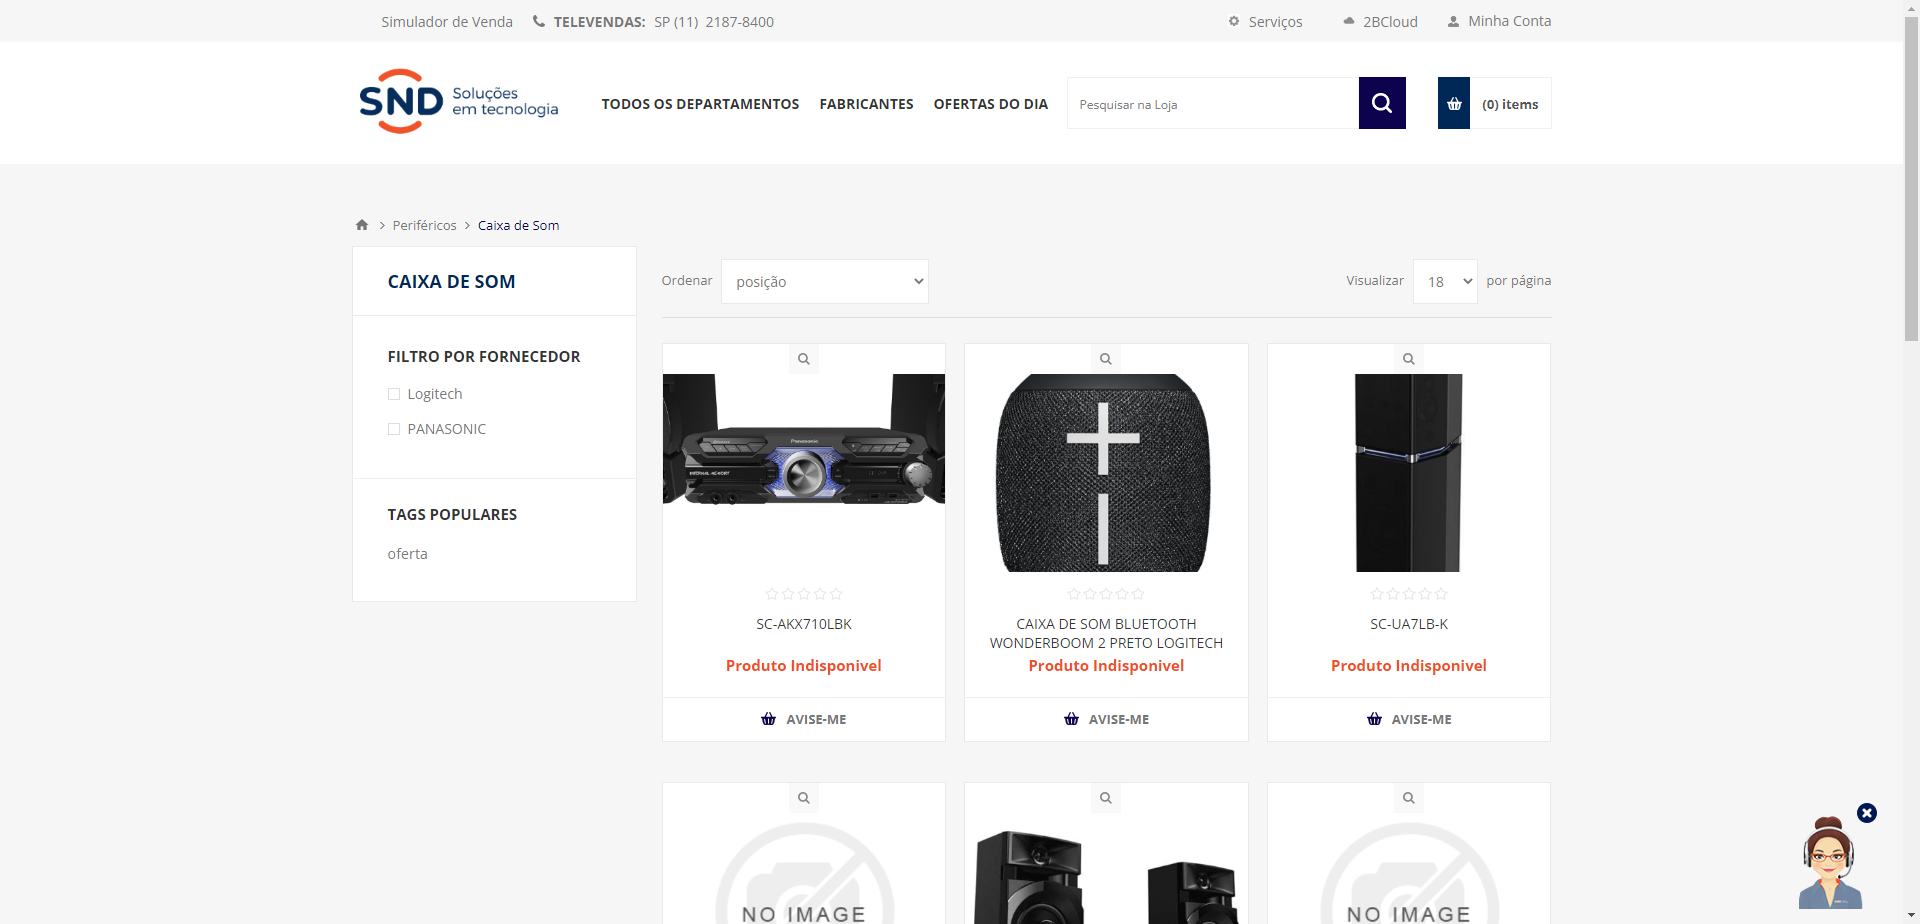 Simulador de Venda
TELEVENDAS: SP (11) 2187-8400
Serviços
2BCloud
Minha Conta
SND Soluções
em tecnologia
TODOS OS DEPARTAMENTOS
FABRICANTES
OFERTAS DO DIA
Pesquisar na Loja
(0) items
Periféricos
Caixa de Som
CAIXA DE SOM
FILTRO POR FORNECEDOR
Logitech
PANASONIC
TAGS POPULARES
oferta
Ordenar
posição
Visualizar
18
por página
Panasonic
INTERNAL MEMORY
SC-AKX710LBK
Produto Indisponivel
AVISE-ME
CAIXA DE SOM BLUETOOTH
WONDERBOOM 2 PRETO LOGITECH
Produto Indisponivel
AVISE-ME
SC-UA7LB-K
Produto Indisponivel
AVISE-ME
NO IMAGE
NO IMAGE